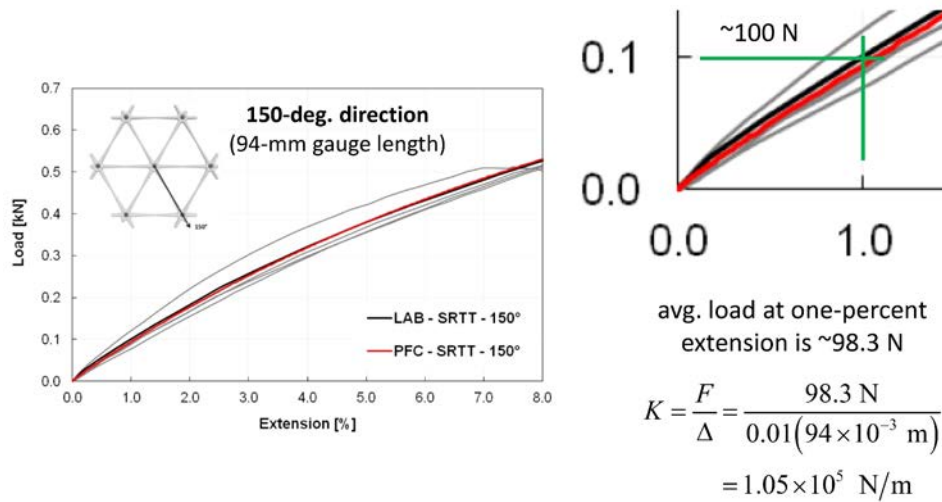 150-deg. direction
(94-mm gauge length)
150°
Load [kN]
0.7
0.6
0.5
0.4
0.3
0.2
0.1
0.0
LAB - SRTT - 150°
PFC - SRTT - 150°
0.0 1.0 2.0 3.0 4.0 5.0 6.0 7.0 8.0
Extension [%]
~100 N
0.1
0.0
0.0 1.0
avg. load at one-percent
extension is ~98.3 N
K = F/Δ = 98.3 N / 0.01(94×10⁻³ m)
= 1.05×10⁵ N/m